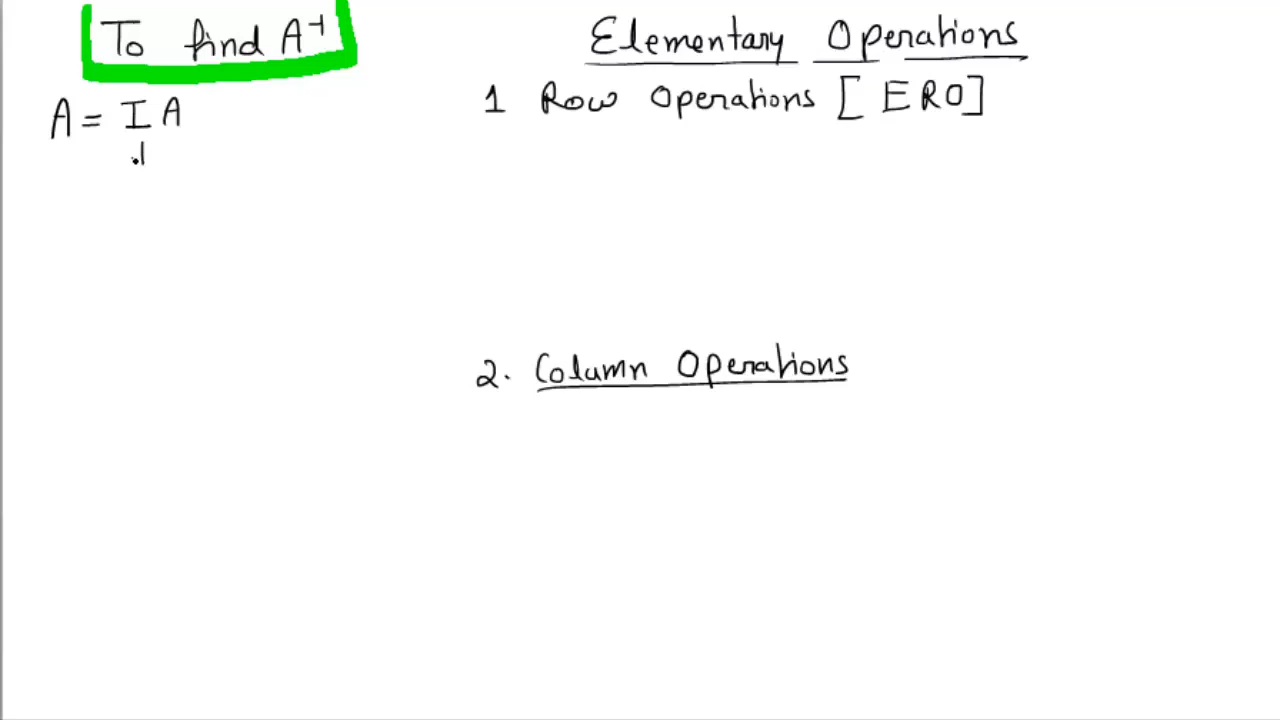 To find A⁻¹
A = I A
Elementary Operations
1 Row Operations [ ERO]
2. Column Operations